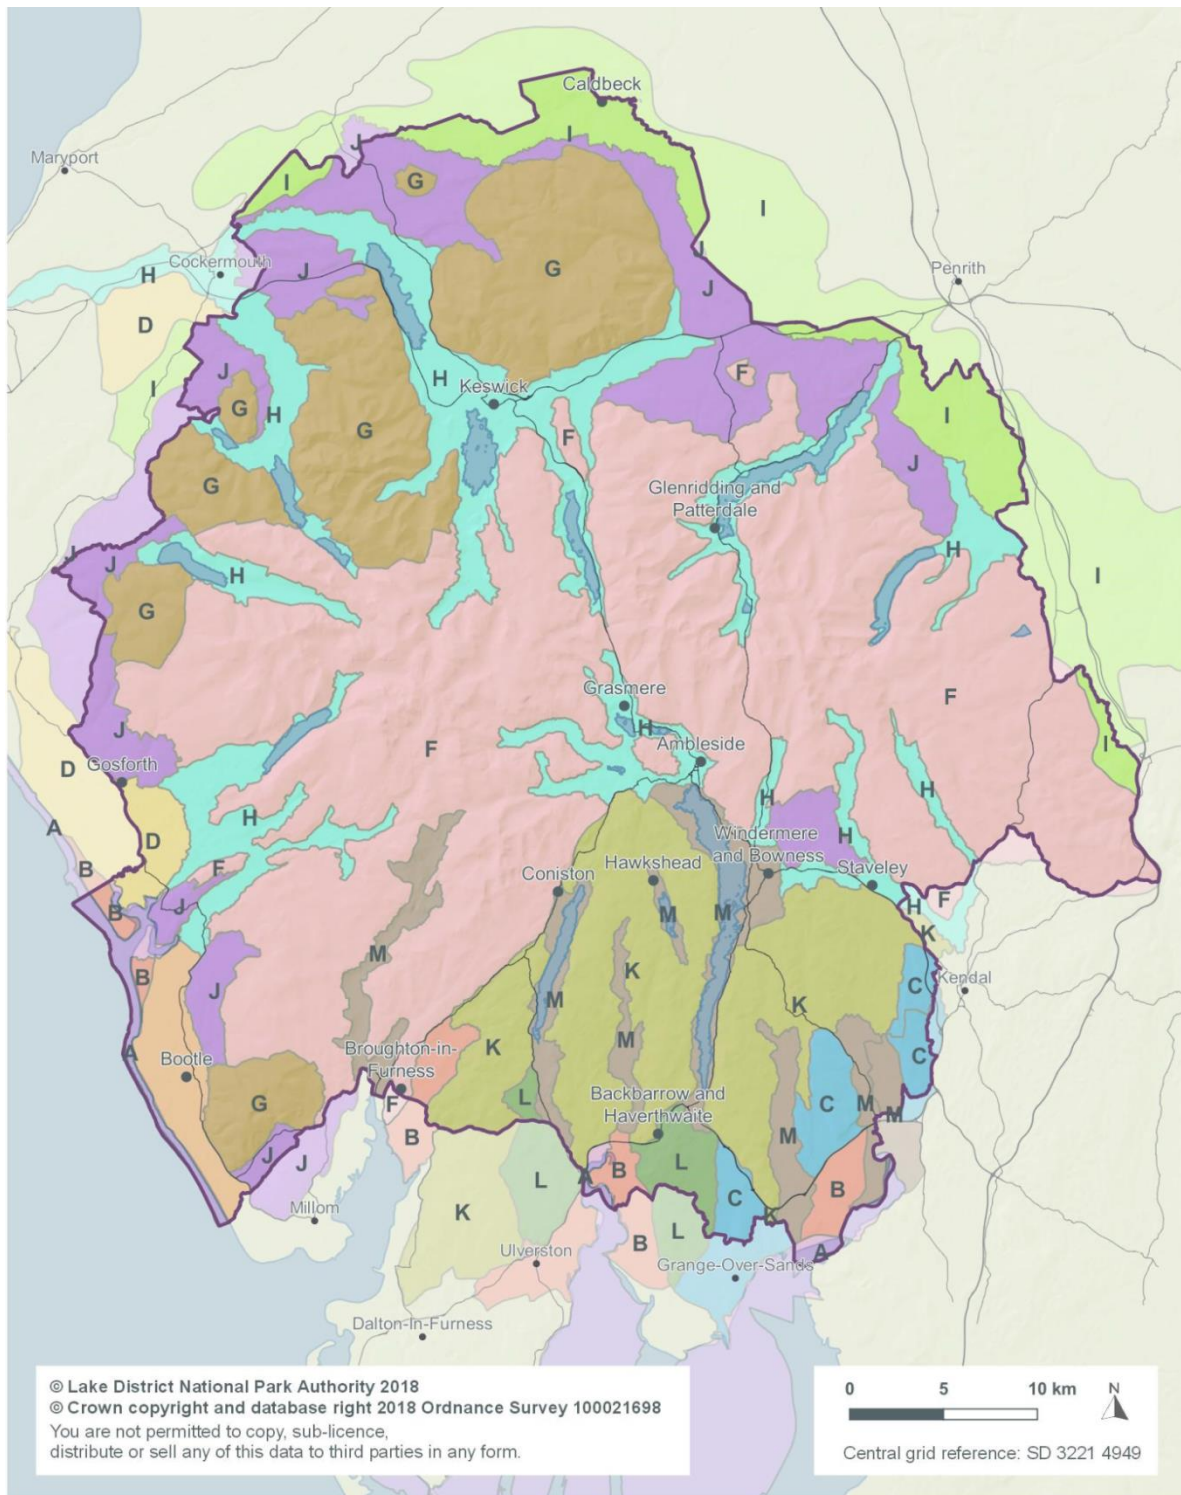 Caldbeck
I
J
Maryport
G
I
I
J
Cockermouth
H
J
G
J
Penrith
D
J
H
F
I
Keswick
G
H
G
F
I
G
J
Glenridding and
Patterdale
J
J
H
H
I
G
F
Grasmere
H
J
F
Ambleside
I
D
Gosforth
H
H
A
H
D
Windermere
and Bowness
H
B
F
Coniston
Hawkshead
Staveley
B
J
M
M
H
F
M
K
K
B
J
M
C
Kendal
K
A
Bootle
Broughton-in-
Furness
K
M
C
G
L
Backbarrow and
Haverthwaite
C
M
M
F
B
M
J
J
A
B
L
L
C
B
K
Millom
K
B
L
A
Ulverston
Grange-Over-Sands
Dalton-In-Furness
© Lake District National Park Authority 2018
© Crown copyright and database right 2018 Ordnance Survey 100021698
You are not permitted to copy, sub-licence,
distribute or sell any of this data to third parties in any form.
0 5 10 km
N
Central grid reference: SD 3221 4949